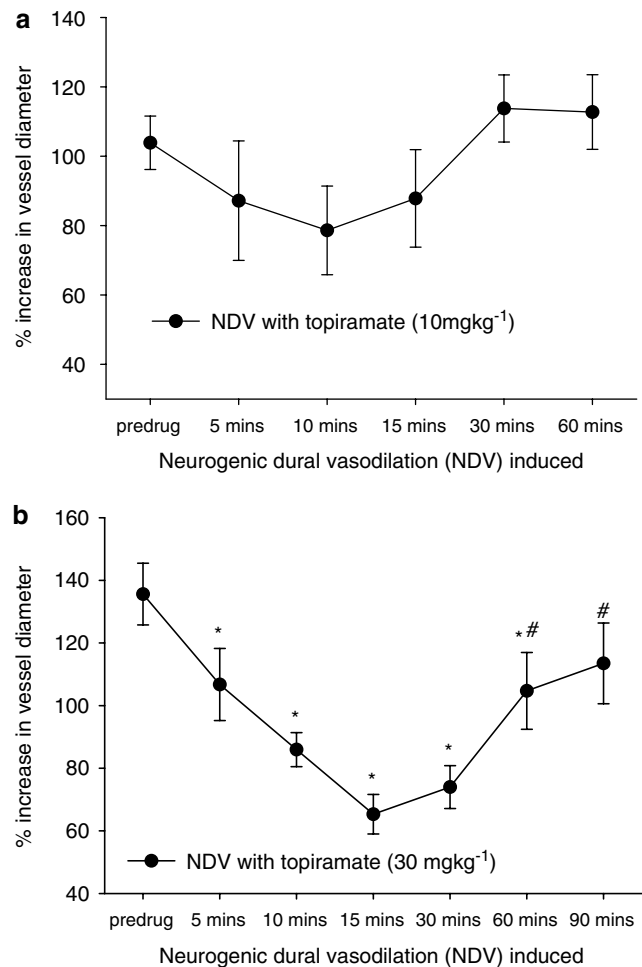 a
140
120
100
80
60
40
% increase in vessel diameter
NDV with topiramate (10mgkg⁻¹)
predrug 5 mins 10 mins 15 mins 30 mins 60 mins
Neurogenic dural vasodilation (NDV) induced
b
160
140
120
100
80
60
40
% increase in vessel diameter
* * * * * *# #
NDV with topiramate (30 mgkg⁻¹)
predrug 5 mins 10 mins 15 mins 30 mins 60 mins 90 mins
Neurogenic dural vasodilation (NDV) induced